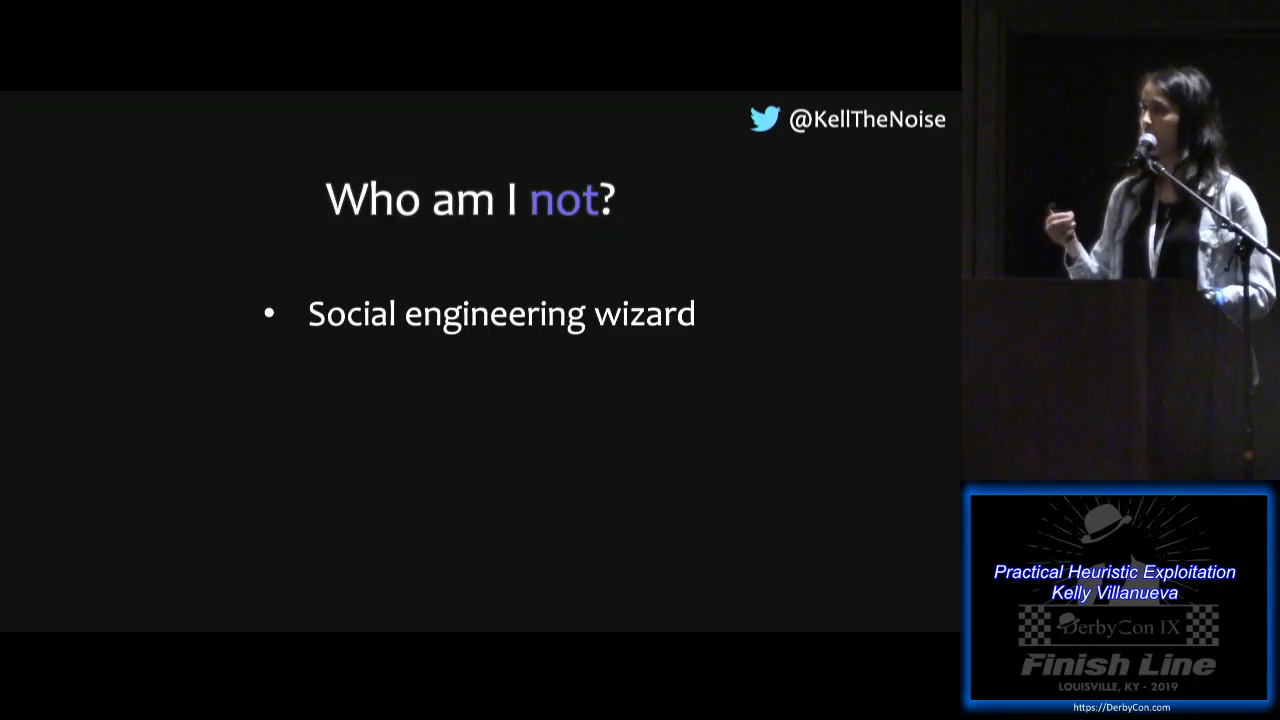 @KellTheNoise
Who am I not?
• Social engineering wizard
Practical Heuristic Exploitation
Kelly Villanueva
DerbyCon IX
Finish Line
LOUISVILLE, KY - 2019
https://DerbyCon.com